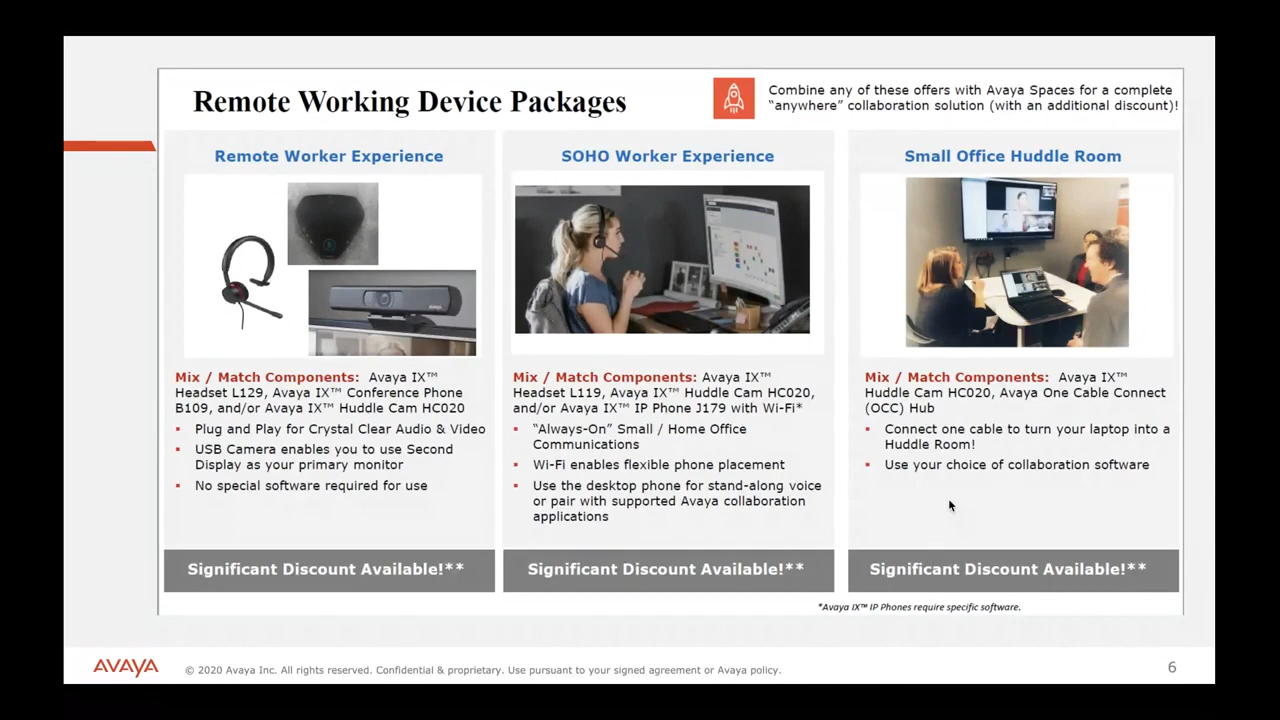 Remote Working Device Packages
Combine any of these offers with Avaya Spaces for a complete
“anywhere” collaboration solution (with an additional discount)!
Remote Worker Experience
AVAYA
Mix / Match Components: Avaya IX™
Headset L129, Avaya IX™ Conference Phone
B109, and/or Avaya IX™ Huddle Cam HC020
▪ Plug and Play for Crystal Clear Audio & Video
▪ USB Camera enables you to use Second
Display as your primary monitor
▪ No special software required for use
Significant Discount Available!**
SOHO Worker Experience
Mix / Match Components: Avaya IX™
Headset L119, Avaya IX™ Huddle Cam HC020,
and/or Avaya IX™ IP Phone J179 with Wi-Fi*
▪ “Always-On” Small / Home Office
Communications
▪ Wi-Fi enables flexible phone placement
▪ Use the desktop phone for stand-along voice
or pair with supported Avaya collaboration
applications
Significant Discount Available!**
Small Office Huddle Room
Mix / Match Components: Avaya IX™
Huddle Cam HC020, Avaya One Cable Connect
(OCC) Hub
▪ Connect one cable to turn your laptop into a
Huddle Room!
▪ Use your choice of collaboration software
Significant Discount Available!**
*Avaya IX™ IP Phones require specific software.
AVAYA
© 2020 Avaya Inc. All rights reserved. Confidential & proprietary. Use pursuant to your signed agreement or Avaya policy.
6